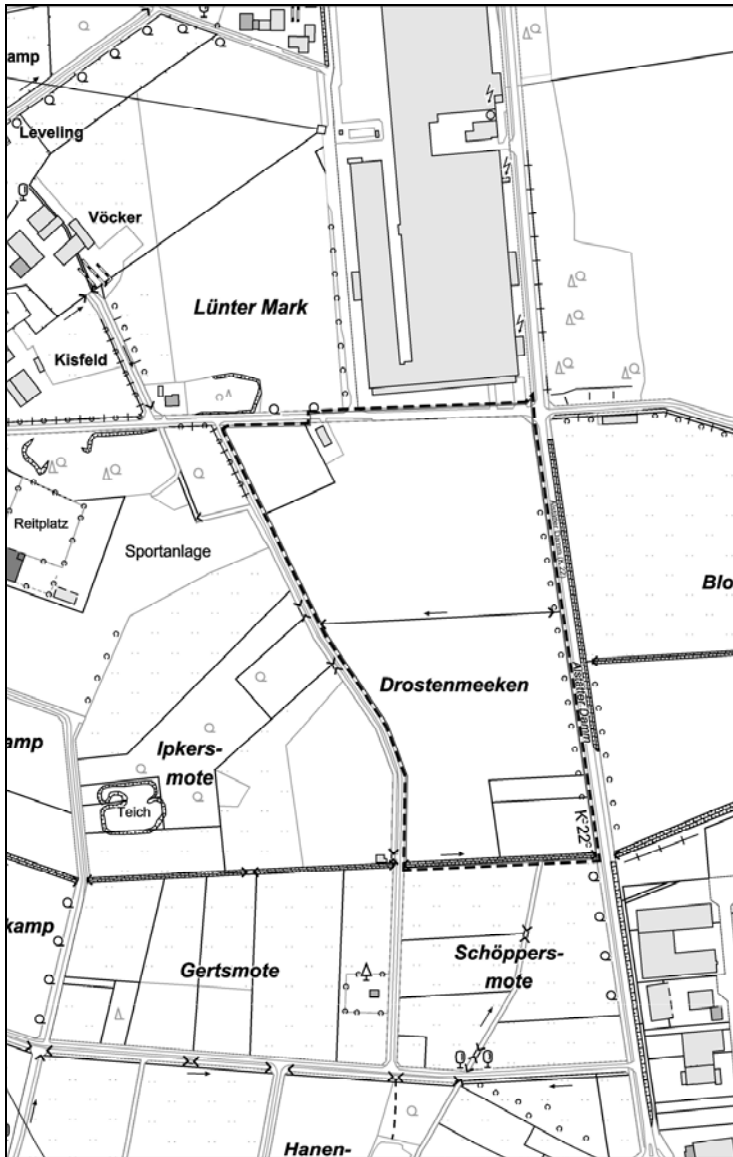 amp
Leveling
Vöcker
Lünter Mark
Kisfeld
Reitplatz
Sportanlage
Blo
Drostenmeeken
Alstätter Damm
Ipkers-
mote
amp
Teich
K 22
kamp
Gertsmote
Schöppers-
mote
Hanen-